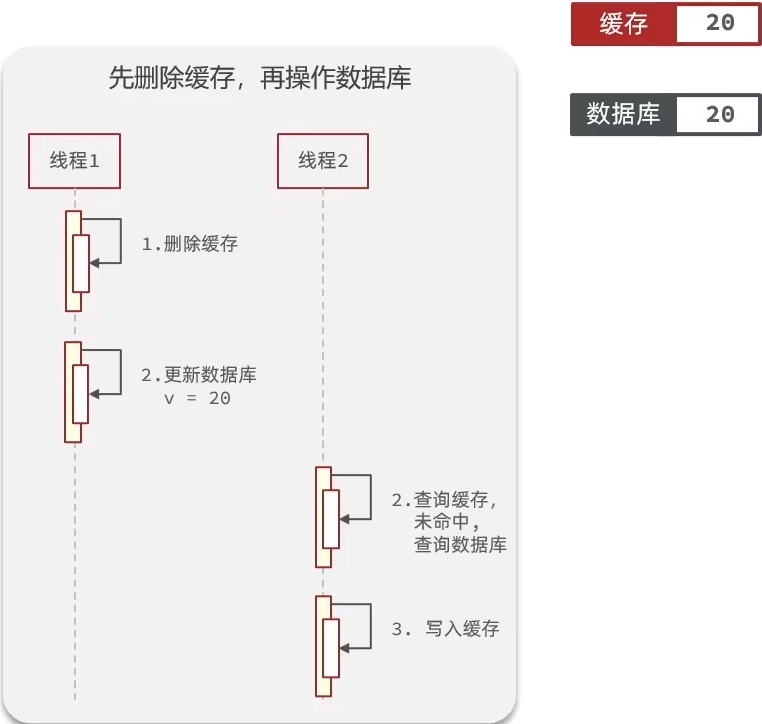 缓存 20
先删除缓存，再操作数据库
数据库 20
线程1
线程2
1.删除缓存
2.更新数据库
v = 20
2.查询缓存，
未命中，
查询数据库
3. 写入缓存